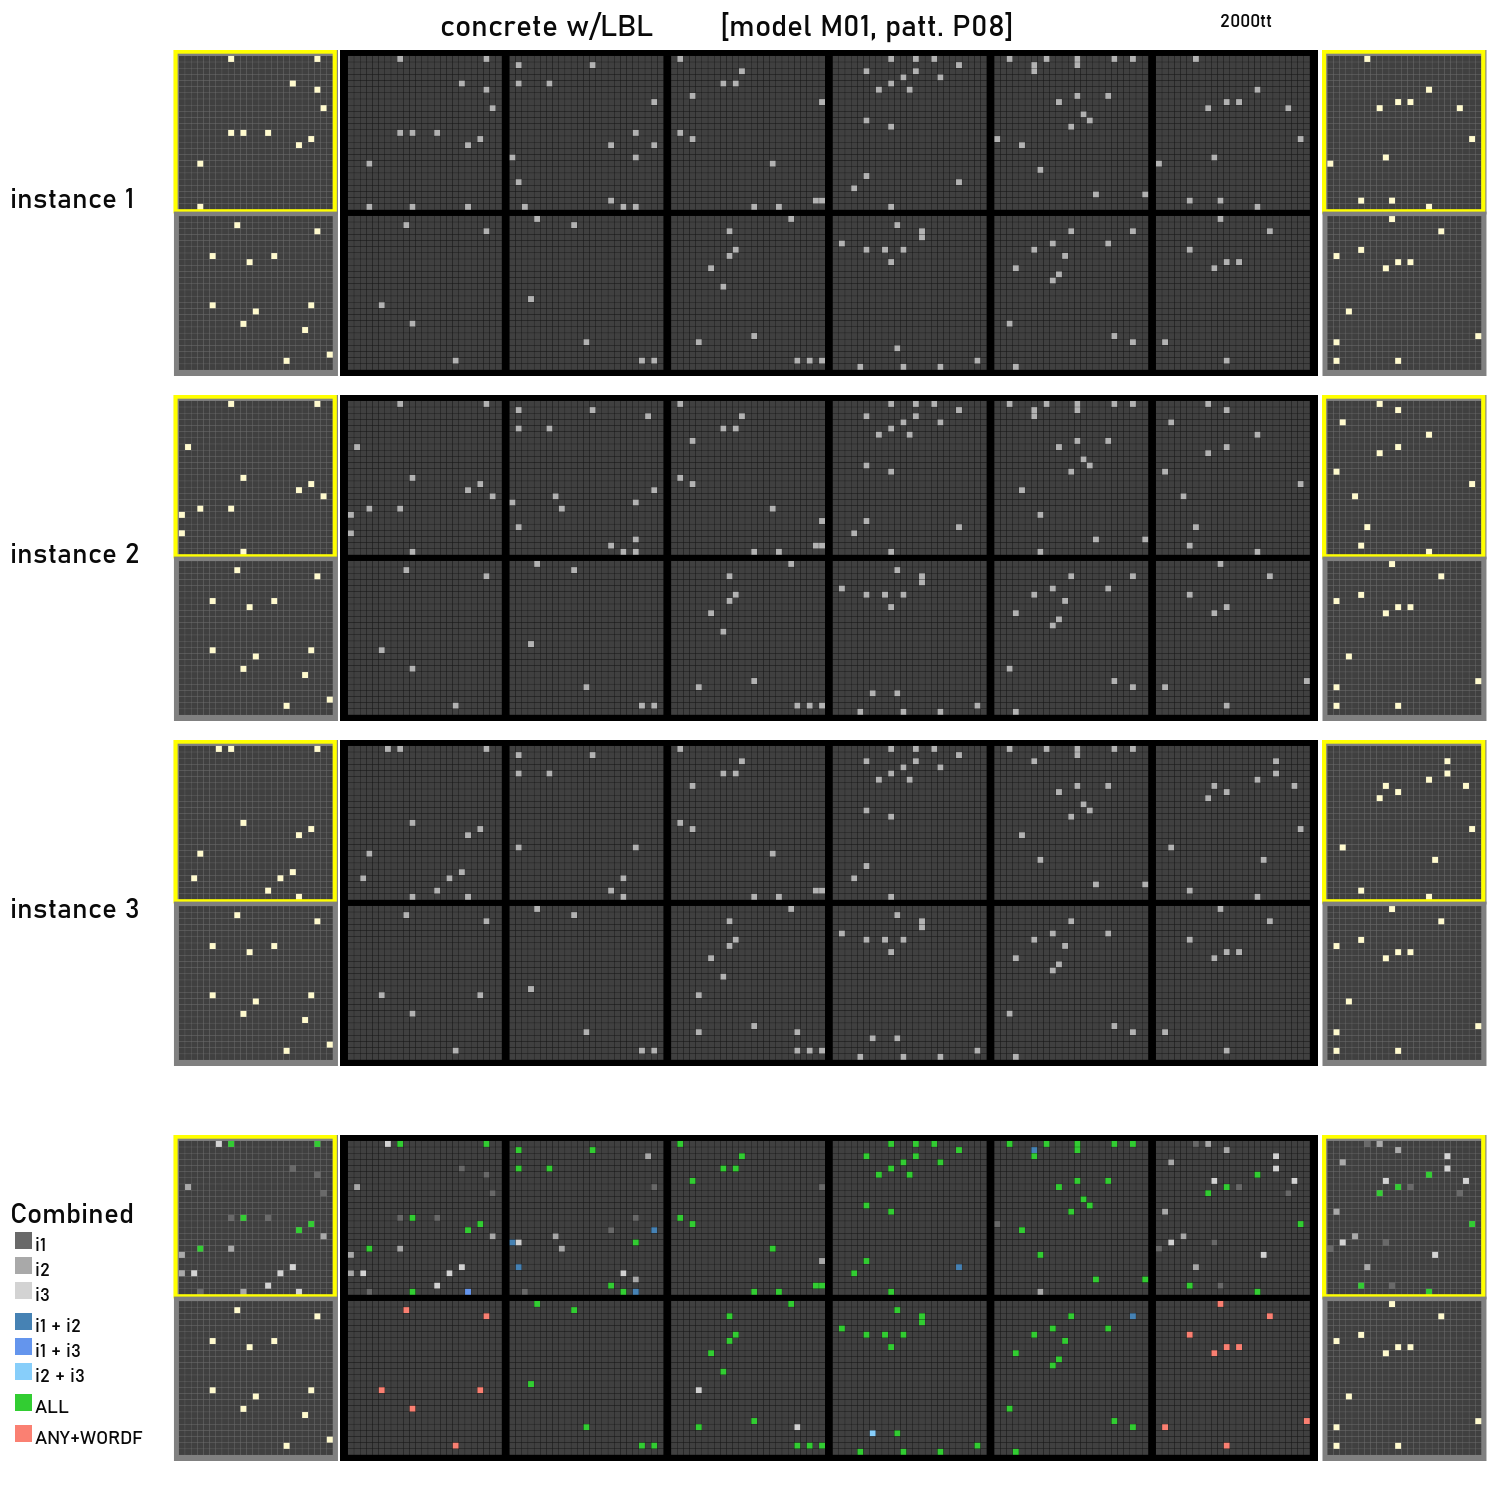 concrete w/LBL [model M01, patt. P08] 2000tt
instance 1
instance 2
instance 3
Combined
i1
i2
i3
i1 + i2
i1 + i3
i2 + i3
ALL
ANY+WORDF